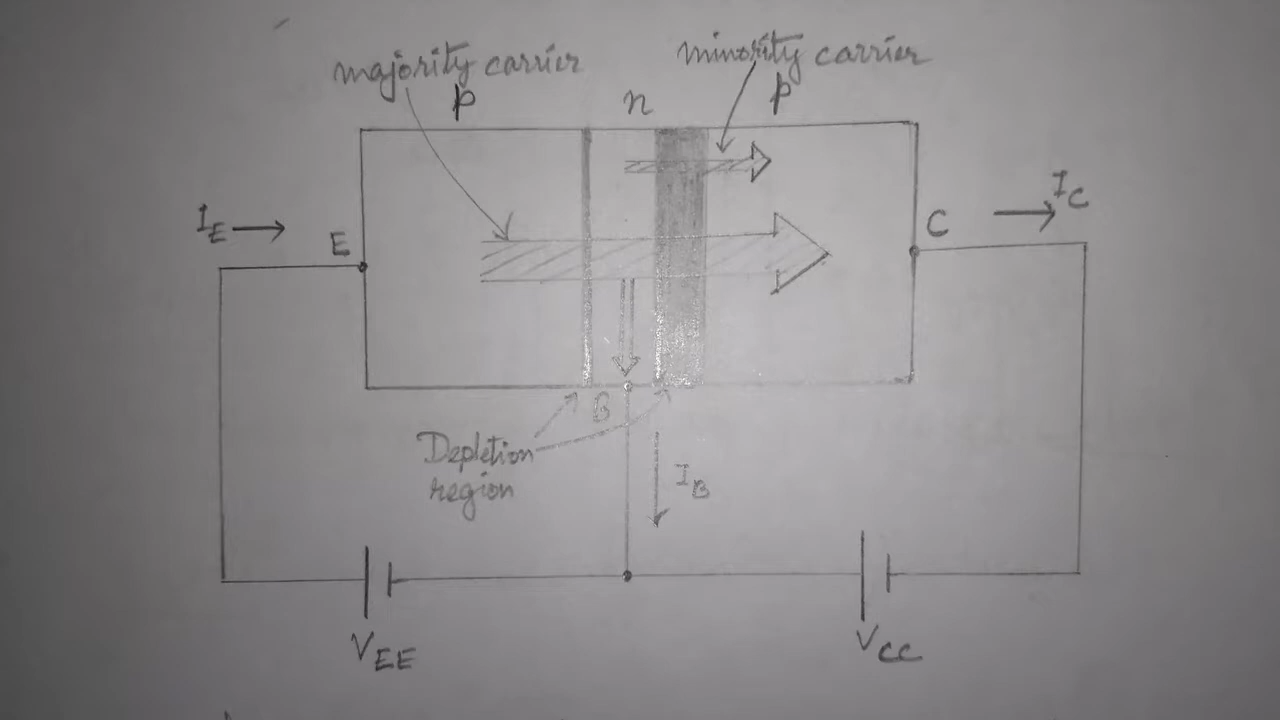 majority carrier
minority carrier
p
n
p
I_E
E
C
I_C
B
Depletion
region
I_B
V_EE
V_CC